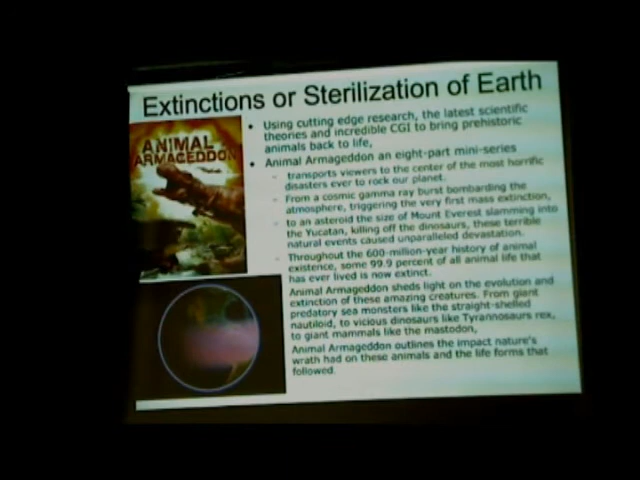 Extinctions or Sterilization of Earth
ANIMAL
ARMAGEDDON
• Using cutting edge research, the latest scientific
theories and incredible CGI to bring prehistoric
animals back to life,
• Animal Armageddon an eight-part mini-series
– transports viewers to the center of the most horrific
disasters ever to rock our planet.
– From a cosmic gamma ray burst bombarding the
atmosphere, triggering the very first mass extinction,
– to an asteroid the size of Mount Everest slamming into
the Yucatan, killing off the dinosaurs, these terrible
natural events caused unparalleled devastation.
– Throughout the 600-million-year history of animal
existence, some 99.9 percent of all animal life that
has ever lived is now extinct.
Animal Armageddon sheds light on the evolution and
extinction of these amazing creatures. From giant
predatory sea monsters like the straight-shelled
nautiloid, to vicious dinosaurs like Tyrannosaurs rex,
to giant mammals like the mastodon,
Animal Armageddon outlines the impact nature's
wrath had on these animals and the life forms that
followed.